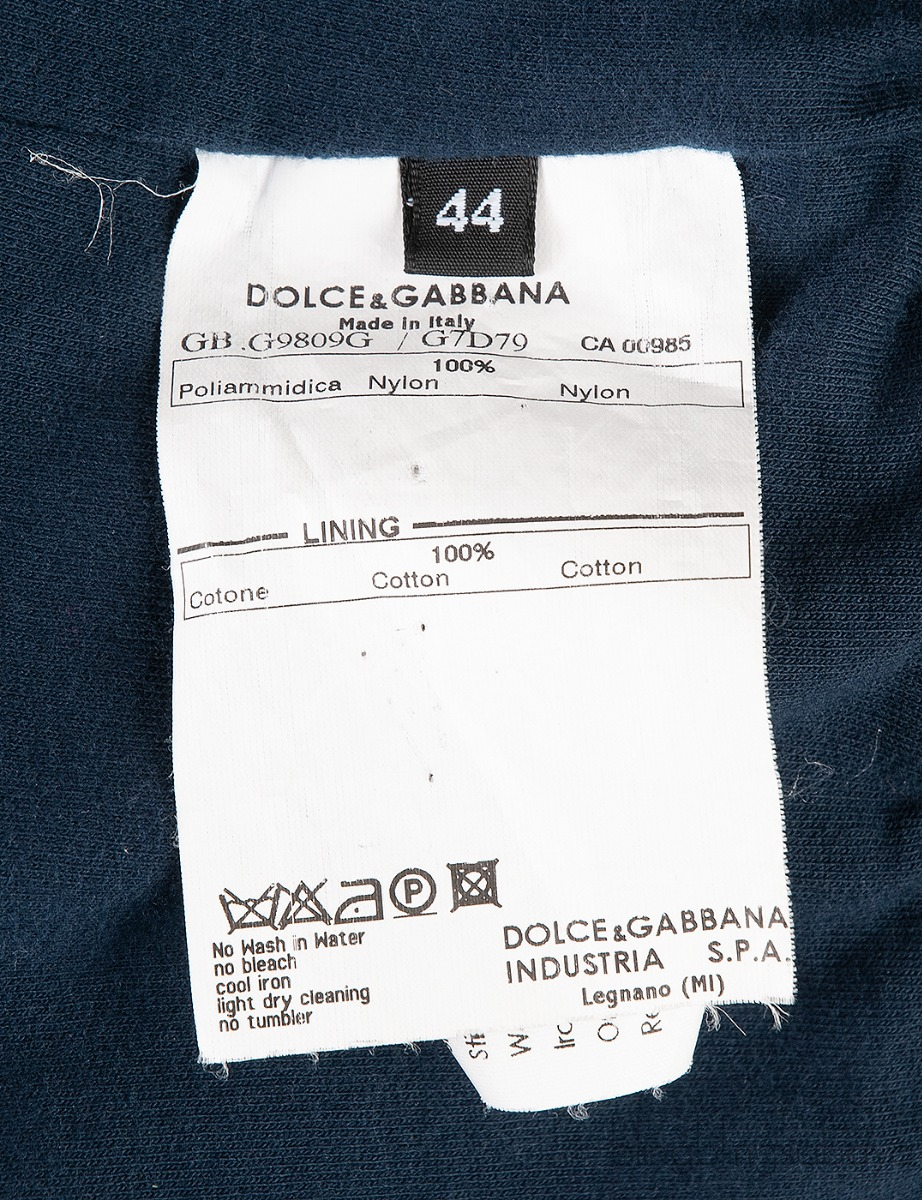 44
DOLCE&GABBANA
Made in Italy
GB .G9809G / G7D79 CA 00985
100%
Poliammidica Nylon Nylon
LINING
100%
Cotone Cotton Cotton
P
No Wash in Water
no bleach
cool iron
light dry cleaning
no tumbler
DOLCE&GABBANA
INDUSTRIA S.P.A.
Legnano (MI)